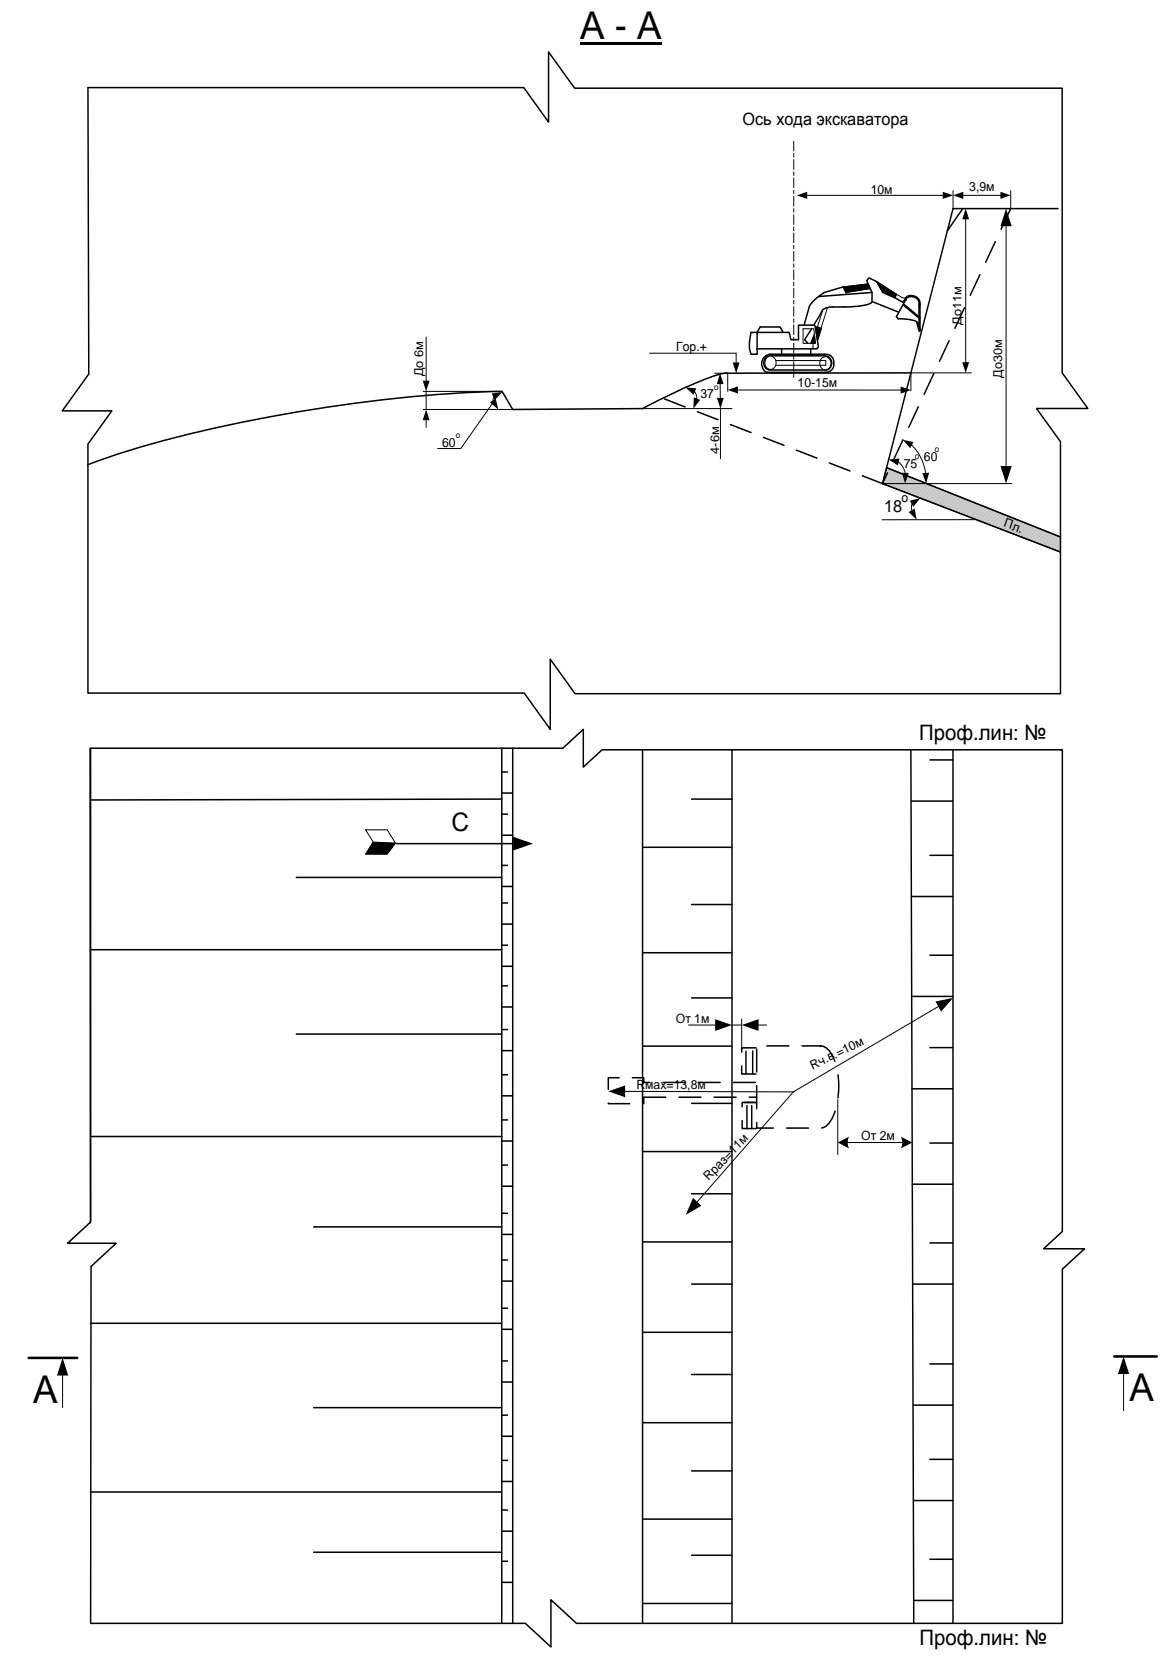 А - А
Ось хода экскаватора
10м
3,9м
До11м
До30м
До 6м
Гор.+
10-15м
37°
4-6м
60°
75°
60°
18°
Пл.
Проф.лин: №
С
От 1м
Rч.в.=10м
Rмах=13,8м
От 2м
Rраз=11м
А
А
Проф.лин: №